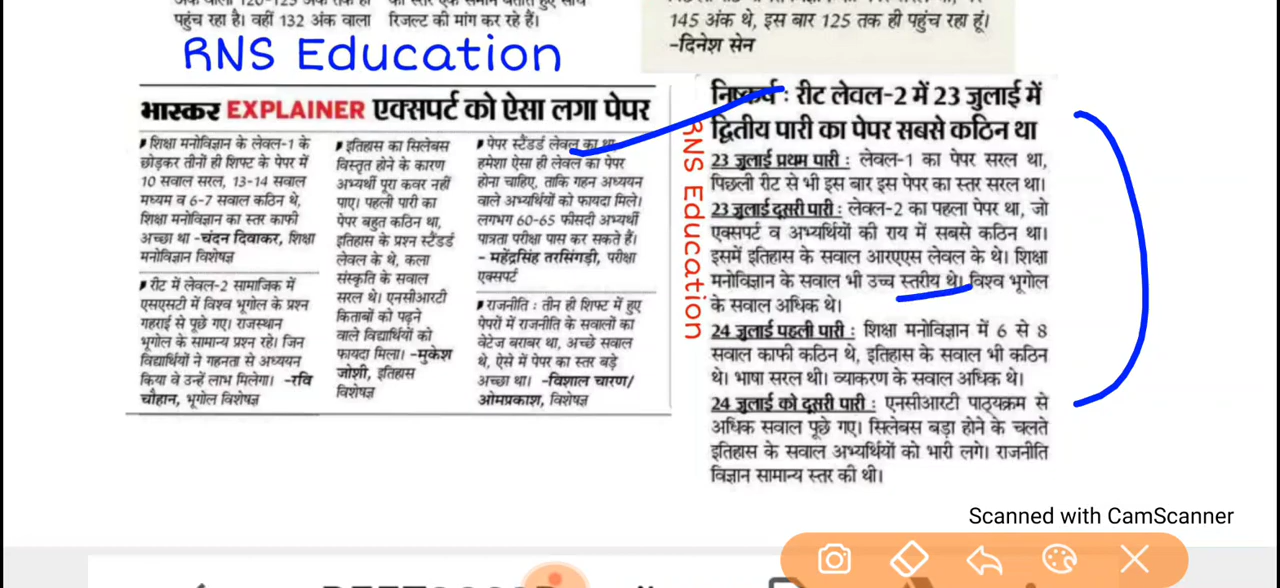 पहुंच रहा है। वहीं 132 अंक वाला
रिजल्ट की मांग कर रहे हैं।
145 अंक थे, इस बार 125 तक ही पहुंच रहा हूं।
-दिनेश सेन
RNS Education
भास्कर EXPLAINER एक्सपर्ट को ऐसा लगा पेपर
शिक्षा मनोविज्ञान के लेवल-1 के
छोड़कर तीनों ही शिफ्ट के पेपर में
10 सवाल सरल, 13-14 सवाल
मध्यम व 6-7 सवाल कठिन थे,
शिक्षा मनोविज्ञान का स्तर काफी
अच्छा था -चंदन दिवाकर, शिक्षा
मनोविज्ञान विशेषज्ञ
रीट में लेवल-2 सामाजिक में
एसएसटी में विश्व भूगोल के प्रश्न
गहराई से पूछे गए। राजस्थान
भूगोल के सामान्य प्रश्न रहे। जिन
विद्यार्थियों ने गहनता से अध्ययन
किया वे उन्हें लाभ मिलेगा। -रवि
चौहान, भूगोल विशेषज्ञ
इतिहास का सिलेबस
विस्तृत होने के कारण
अभ्यर्थी पूरा कवर नहीं
पाए। पहली पारी का
पेपर बहुत कठिन था,
इतिहास के प्रश्न स्टैंडर्ड
लेवल के थे, कला
संस्कृति के सवाल
सरल थे। एनसीआरटी
किताबों को पढ़ने
वाले विद्यार्थियों को
फायदा मिला। -मुकेश
जोशी, इतिहास
विशेषज्ञ
पेपर स्टैंडर्ड लेवल का था
हमेशा ऐसा ही लेवल का पेपर
होना चाहिए, ताकि गहन अध्ययन
वाले अभ्यर्थियों को फायदा मिले।
लगभग 60-65 फीसदी अभ्यर्थी
पात्रता परीक्षा पास कर सकते हैं।
- महेंद्रसिंह तरसिंगड़ी, परीक्षा
एक्सपर्ट
राजनीति : तीन ही शिफ्ट में हुए
पेपरों में राजनीति के सवालों का
वेटेज बराबर था, अच्छे सवाल
थे, ऐसे में पेपर का स्तर बड़े
अच्छा था। -विशाल चारण/
ओमप्रकाश, विशेषज्ञ
RNS Education
निष्कर्ष : रीट लेवल-2 में 23 जुलाई में
द्वितीय पारी का पेपर सबसे कठिन था
23 जुलाई प्रथम पारी : लेवल-1 का पेपर सरल था,
पिछली रीट से भी इस बार इस पेपर का स्तर सरल था।
23 जुलाई दूसरी पारी : लेवल-2 का पहला पेपर था, जो
एक्सपर्ट व अभ्यर्थियों की राय में सबसे कठिन था।
इसमें इतिहास के सवाल आरएएस लेवल के थे। शिक्षा
मनोविज्ञान के सवाल भी उच्च स्तरीय थे। विश्व भूगोल
के सवाल अधिक थे।
24 जुलाई पहली पारी : शिक्षा मनोविज्ञान में 6 से 8
सवाल काफी कठिन थे, इतिहास के सवाल भी कठिन
थे। भाषा सरल थी। व्याकरण के सवाल अधिक थे।
24 जुलाई को दूसरी पारी : एनसीआरटी पाठ्यक्रम से
अधिक सवाल पूछे गए। सिलेबस बड़ा होने के चलते
इतिहास के सवाल अभ्यर्थियों को भारी लगे। राजनीति
विज्ञान सामान्य स्तर की थी।
Scanned with CamScanner